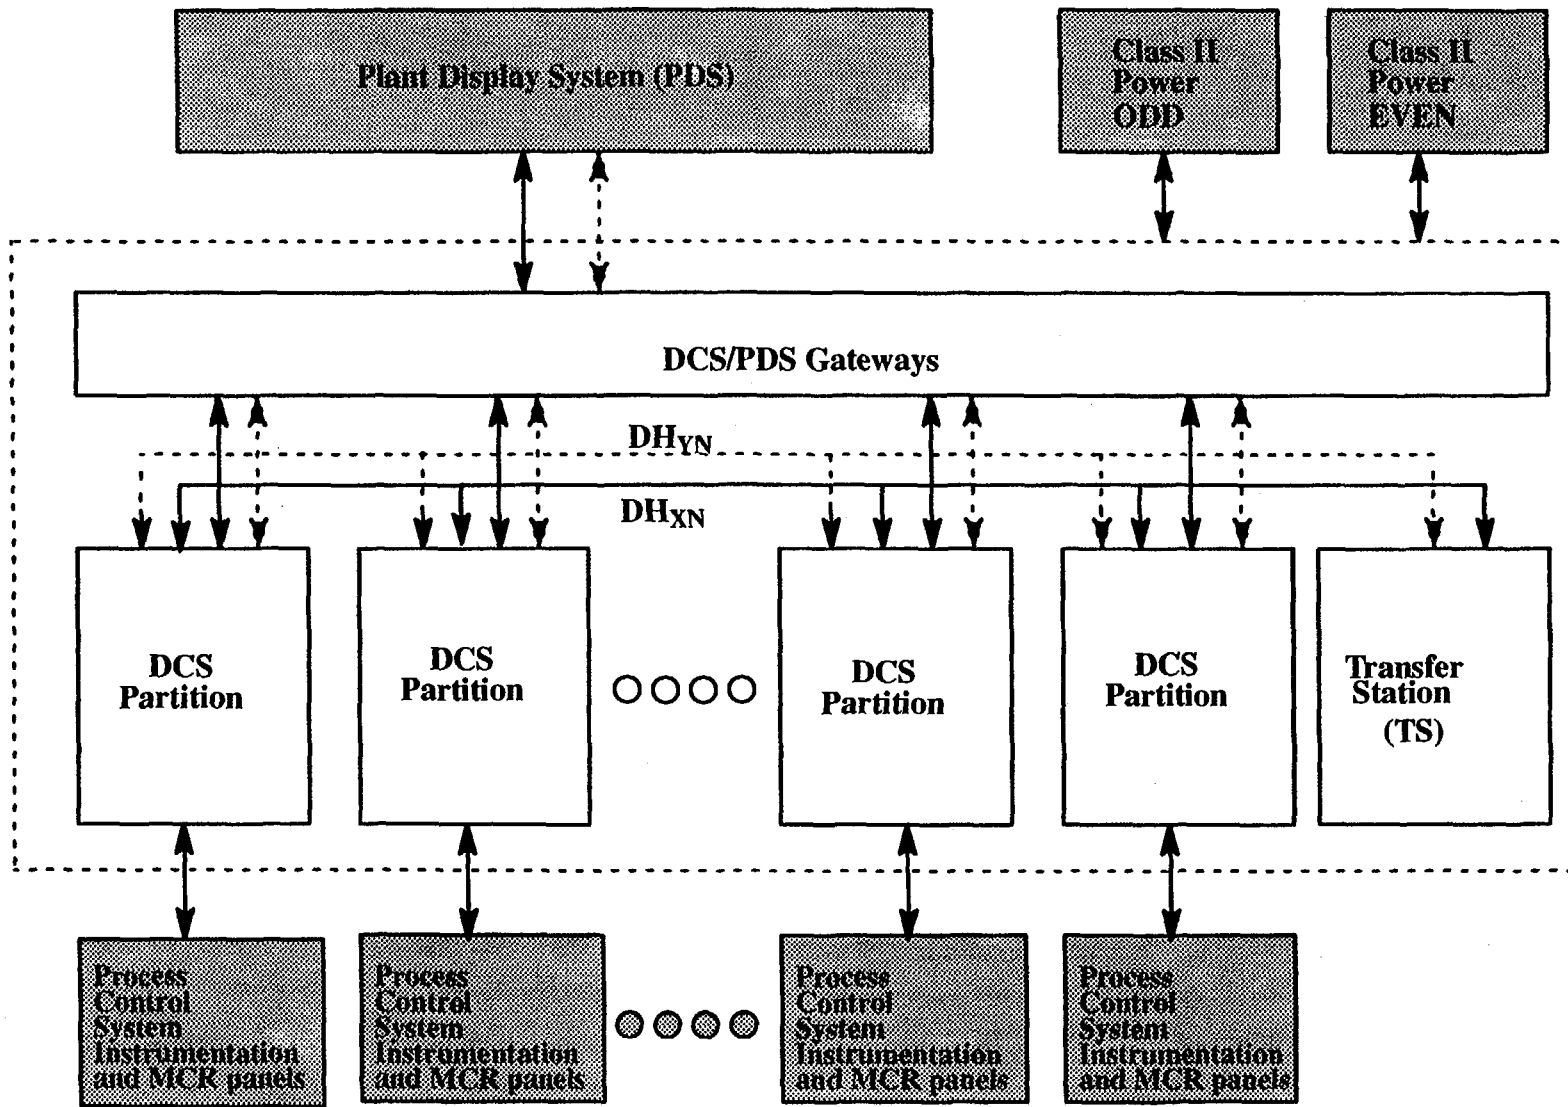 Plant Display System (PDS)
Class II
Power
ODD
Class II
Power
EVEN
DCS/PDS Gateways
DHYN
DHXN
DCS
Partition
DCS
Partition
DCS
Partition
DCS
Partition
Transfer
Station
(TS)
Process
Control
System
Instrumentation
and MCR panels
Process
Control
System
Instrumentation
and MCR panels
Process
Control
System
Instrumentation
and MCR panels
Process
Control
System
Instrumentation
and MCR panels